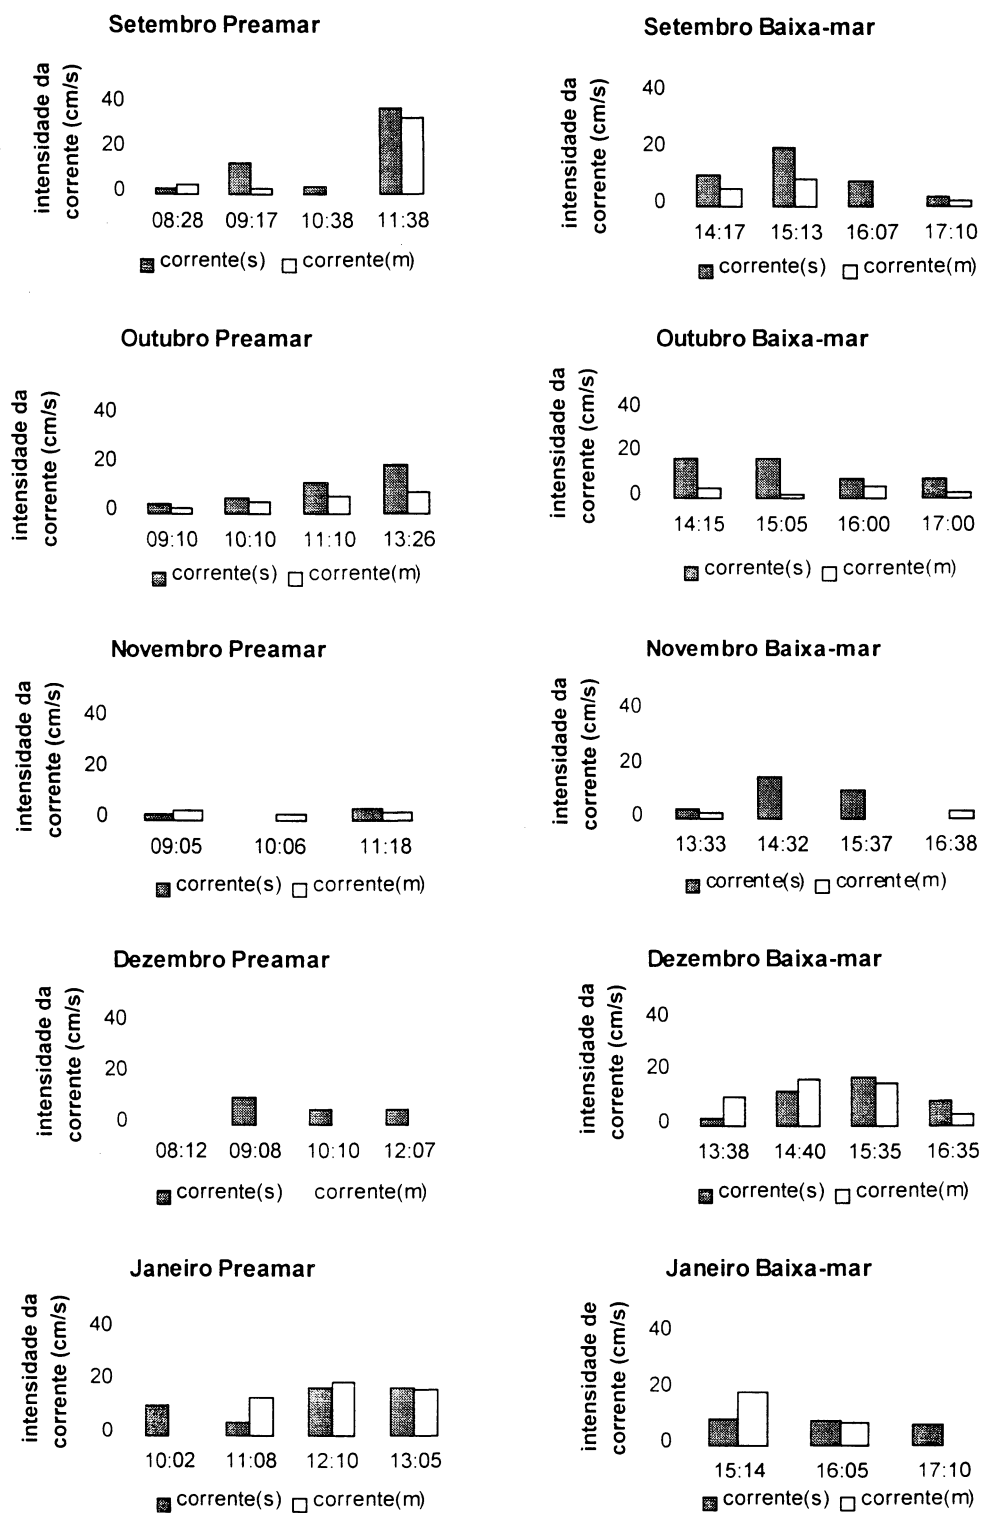 Setembro Preamar
intensidade da
corrente (cm/s)
40
20
0
08:28 09:17 10:38 11:38
corrente(s) corrente(m)
Setembro Baixa-mar
intensidade da
corrente (cm/s)
40
20
0
14:17 15:13 16:07 17:10
corrente(s) corrente(m)
Outubro Preamar
intensidade da
corrente (cm/s)
40
20
0
09:10 10:10 11:10 13:26
corrente(s) corrente(m)
Outubro Baixa-mar
intensidade da
corrente (cm/s)
40
20
0
14:15 15:05 16:00 17:00
corrente(s) corrente(m)
Novembro Preamar
intensidade da
corrente (cm/s)
40
20
0
09:05 10:06 11:18
corrente(s) corrente(m)
Novembro Baixa-mar
intensidade da
corrente (cm/s)
40
20
0
13:33 14:32 15:37 16:38
corrente(s) corrente(m)
Dezembro Preamar
intensidade da
corrente (cm/s)
40
20
0
08:12 09:08 10:10 12:07
corrente(s) corrente(m)
Dezembro Baixa-mar
intensidade da
corrente (cm/s)
40
20
0
13:38 14:40 15:35 16:35
corrente(s) corrente(m)
Janeiro Preamar
intensidade da
corrente (cm/s)
40
20
0
10:02 11:08 12:10 13:05
corrente(s) corrente(m)
Janeiro Baixa-mar
intensidade de
corrente (cm/s)
40
20
0
15:14 16:05 17:10
corrente(s) corrente(m)